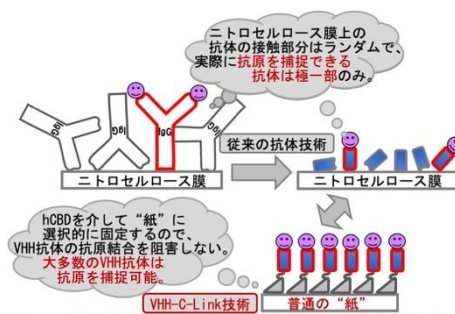 ニトロセルロース膜上の
抗体の接触部分はランダムで、
実際に抗原を捕捉できる
抗体は極一部のみ。
IgG
IgG
IgG
IgG
従来の抗体技術
ニトロセルロース膜
ニトロセルロース膜
hCBDを介して“紙”に
選択的に固定するので、
VHH抗体の抗原結合を阻害しない。
大多数のVHH抗体は
抗原を捕捉可能。
VHH-C-Link技術
普通の“紙”